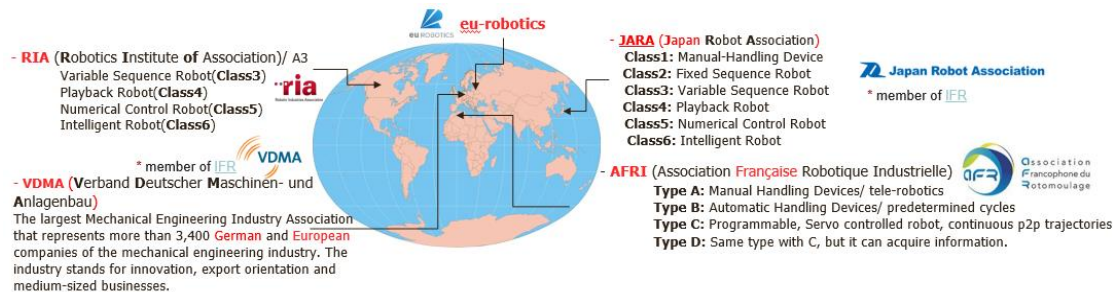 eu ROBOTICS
eu-robotics
- RIA (Robotics Institute of Association)/ A3
Variable Sequence Robot(Class3)
Playback Robot(Class4)
Numerical Control Robot(Class5)
Intelligent Robot(Class6)
ria
Robotic Industries Association
* member of IFR
VDMA
- VDMA (Verband Deutscher Maschinen- und
Anlagenbau)
The largest Mechanical Engineering Industry Association
that represents more than 3,400 German and European
companies of the mechanical engineering industry. The
industry stands for innovation, export orientation and
medium-sized businesses.
- JARA (Japan Robot Association)
Class1: Manual-Handling Device
Class2: Fixed Sequence Robot
Class3: Variable Sequence Robot
Class4: Playback Robot
Class5: Numerical Control Robot
Class6: Intelligent Robot
Japan Robot Association
* member of IFR
- AFRI (Association Française Robotique Industrielle)
Type A: Manual Handling Devices/ tele-robotics
Type B: Automatic Handling Devices/ predetermined cycles
Type C: Programmable, Servo controlled robot, continuous p2p trajectories
Type D: Same type with C, but it can acquire information.
aFR
association
Francophone du
Rotomoulage